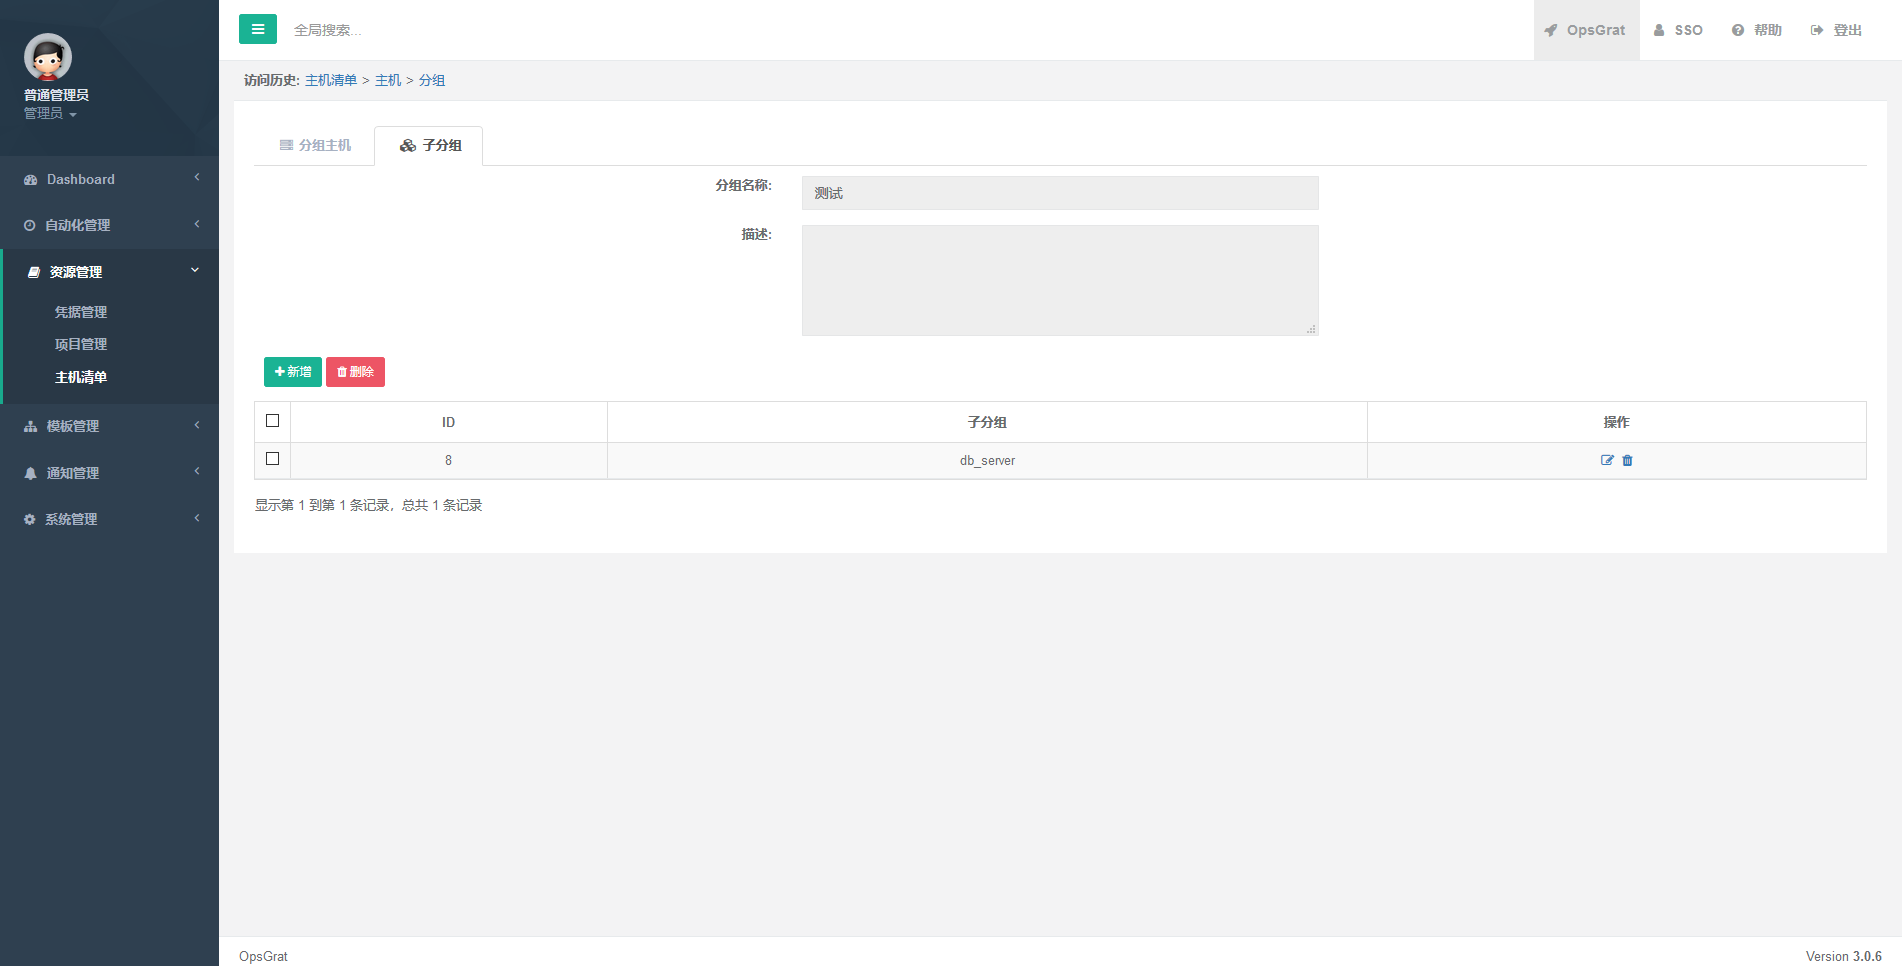 普通管理员
管理员
Dashboard
自动化管理
资源管理
凭据管理
项目管理
主机清单
模板管理
通知管理
系统管理
全局搜索...
OpsGrat
SSO
帮助
登出
访问历史: 主机清单 > 主机 > 分组
分组主机
子分组
分组名称:
测试
描述:
新增
删除
ID 子分组 操作
8 db_server
显示第 1 到第 1 条记录，总共 1 条记录
OpsGrat
Version 3.0.6